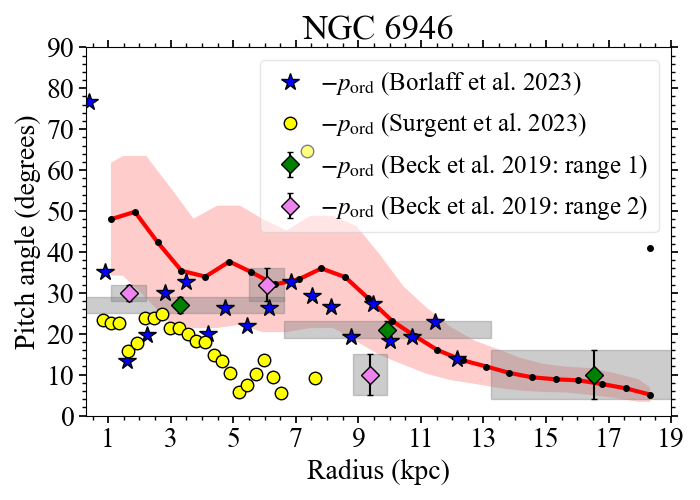 NGC 6946
Pitch angle (degrees)
90
80
70
60
50
40
30
20
10
0
−pord (Borlaff et al. 2023)
−pord (Surgent et al. 2023)
−pord (Beck et al. 2019: range 1)
−pord (Beck et al. 2019: range 2)
1 3 5 7 9 11 13 15 17 19
Radius (kpc)